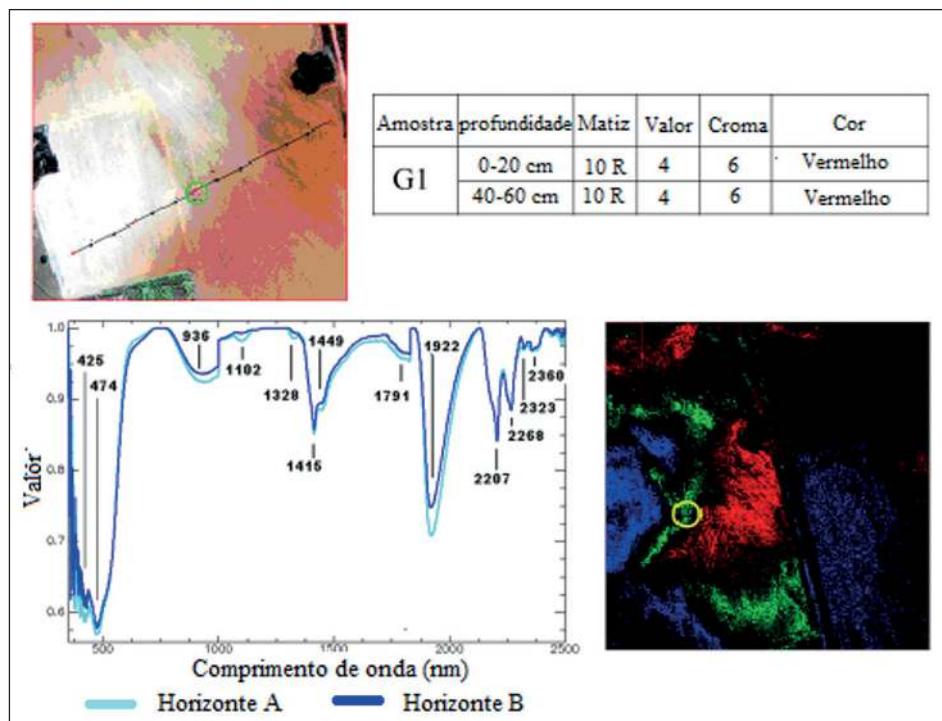 Amostra profundidade Matiz Valor Croma Cor
G1 0-20 cm 10 R 4 6 Vermelho
40-60 cm 10 R 4 6 Vermelho
1.0
0.9
0.8
0.7
0.6
Valor
425
474
936
1102
1328
1449
1415
1791
1922
2207
2268
2323
2360
500 1000 1500 2000 2500
Comprimento de onda (nm)
Horizonte A Horizonte B